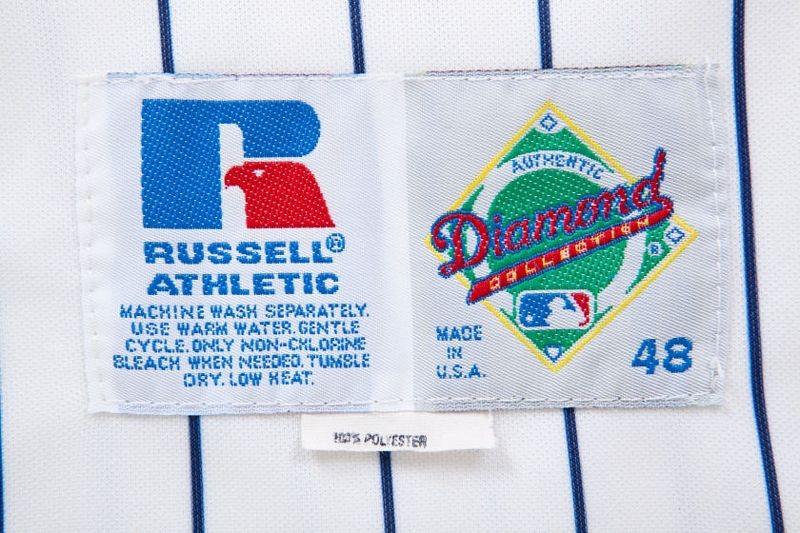 RUSSELL®
ATHLETIC
MACHINE WASH SEPARATELY.
USE WARM WATER. GENTLE
CYCLE. ONLY NON-CHLORINE
BLEACH WHEN NEEDED. TUMBLE
DRY. LOW HEAT.
AUTHENTIC
Diamond
COLLECTION
®
MADE
IN
U.S.A.
48
100% POLYESTER